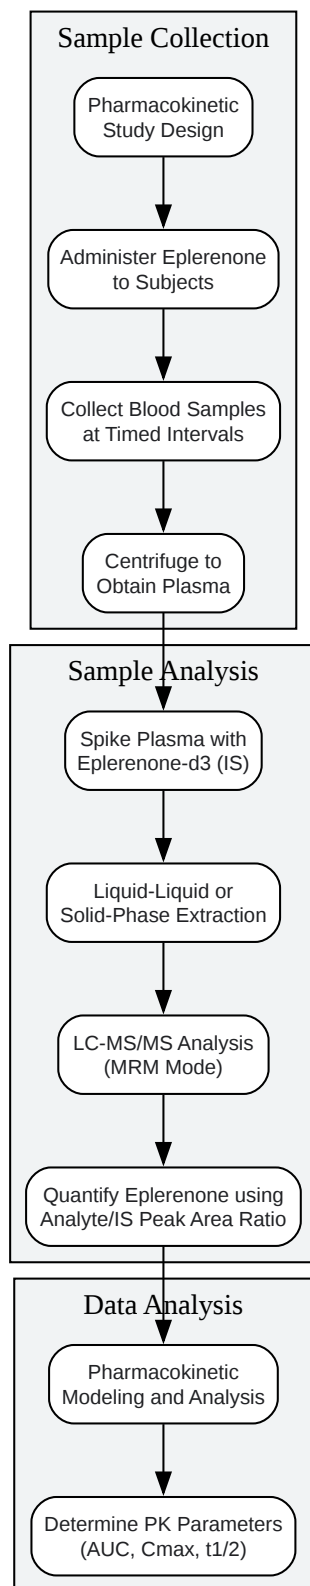 Sample Collection
Pharmacokinetic
Study Design
Administer Eplerenone
to Subjects
Collect Blood Samples
at Timed Intervals
Centrifuge to
Obtain Plasma
Sample Analysis
Spike Plasma with
Eplerenone-d3 (IS)
Liquid-Liquid or
Solid-Phase Extraction
LC-MS/MS Analysis
(MRM Mode)
Quantify Eplerenone using
Analyte/IS Peak Area Ratio
Data Analysis
Pharmacokinetic
Modeling and Analysis
Determine PK Parameters
(AUC, Cmax, t1/2)